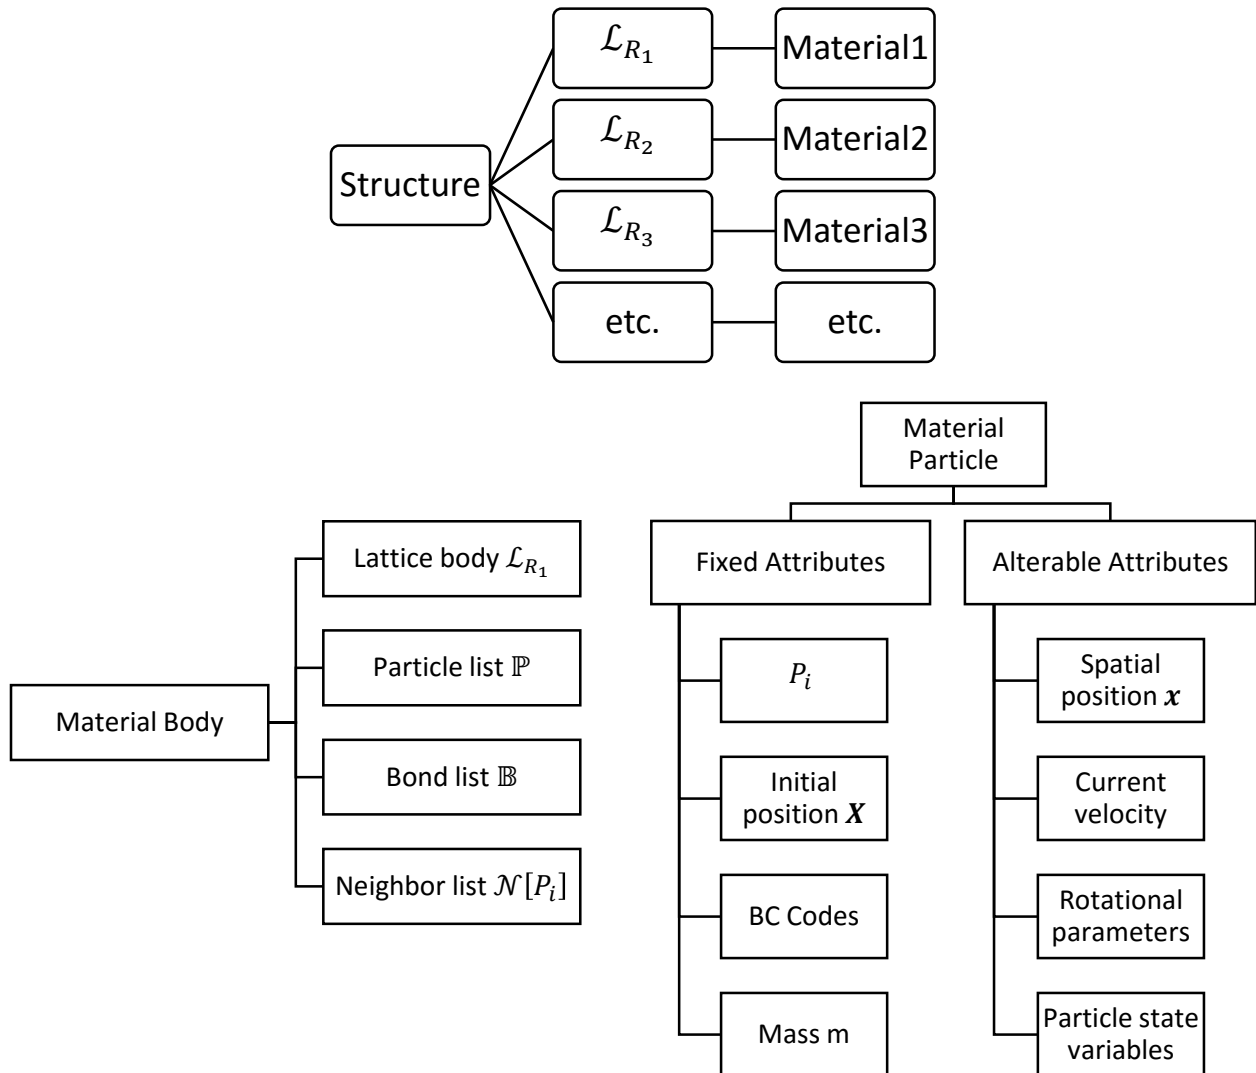 ℒ_{R_1}
Material1
ℒ_{R_2}
Material2
Structure
ℒ_{R_3}
Material3
etc.
etc.
Material Body
Lattice body ℒ_{R_1}
Particle list ℙ
Bond list 𝔹
Neighbor list 𝒩[P_i]
Material
Particle
Fixed Attributes
P_i
Initial
position X
BC Codes
Mass m
Alterable Attributes
Spatial
position x
Current
velocity
Rotational
parameters
Particle state
variables